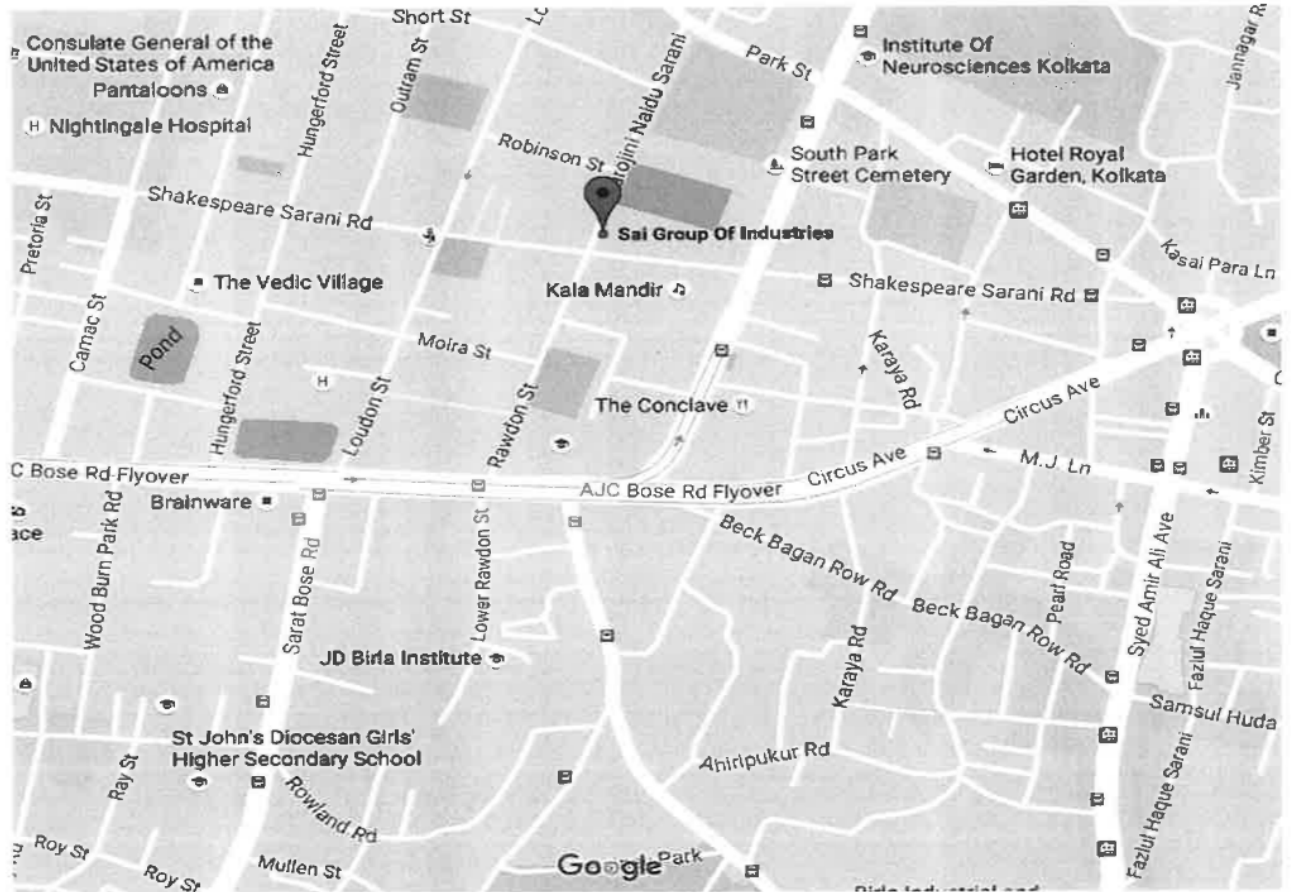 Short St
Consulate General of the
United States of America
Pantaloons
H Nightingale Hospital
Hungerford Street
Outram St
Sarojini Naidu Sarani
Park St
Institute Of
Neurosciences Kolkata
Robinson St
South Park
Street Cemetery
Hotel Royal
Garden, Kolkata
Pretoria St
Shakespeare Sarani Rd
Sai Group Of Industries
Kasai Para Ln
The Vedic Village
Kala Mandir
Shakespeare Sarani Rd
Camac St
Pond
Hungerford Street
Moira St
Karaya Rd
H
Loudon St
Rawdon St
The Conclave
Circus Ave
Kimber St
C Bose Rd Flyover
AJC Bose Rd Flyover
Circus Ave
M.J. Ln
Brainware
ace
Wood Burn Park Rd
Sarat Bose Rd
Lower Rawdon St
Beck Bagan Row Rd
Beck Bagan Row Rd
Pearl Road
Syed Amir Ali Ave
Fazlul Haque Sarani
JD Birla Institute
Karaya Rd
Samsul Huda
St John's Diocesan Girls'
Higher Secondary School
Ahiripukur Rd
Ray St
Rowland Rd
Fazlul Haque Sarani
Roy St
Roy St
Mullen St
Google
Park